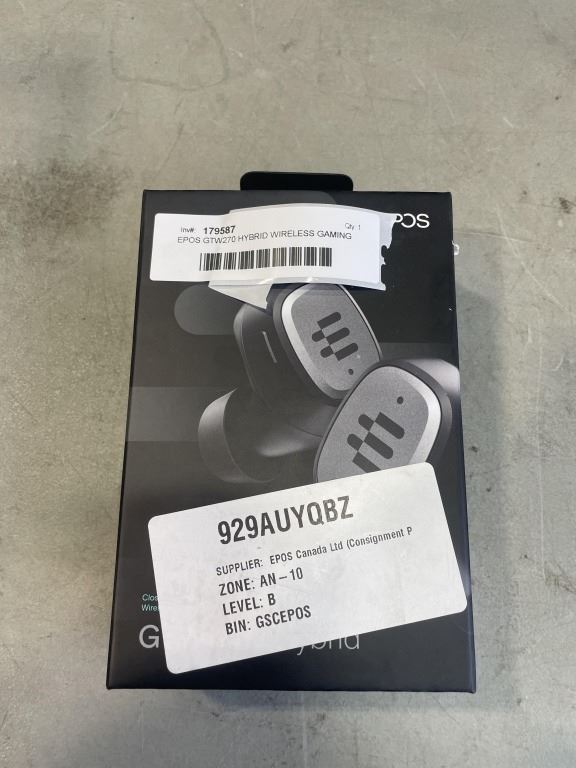 EPOS
Inv#: 179587 Qty 1
EPOS GTW270 HYBRID WIRELESS GAMING
929AUYQBZ
SUPPLIER: EPOS Canada Ltd (Consignment P
ZONE: AN-10
LEVEL: B
BIN: GSCEPOS